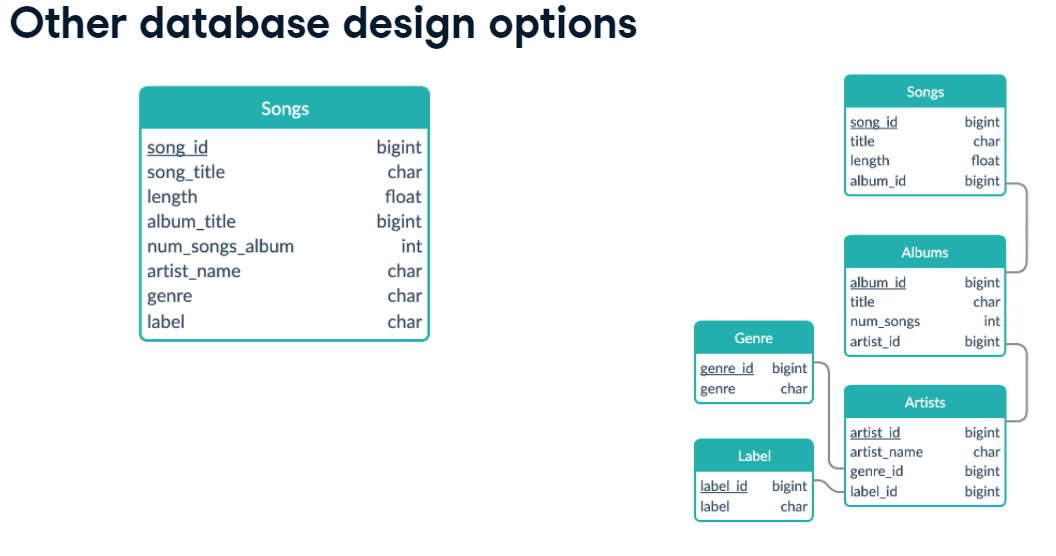 Other database design options
Songs
song_id bigint
song_title char
length float
album_title bigint
num_songs_album int
artist_name char
genre char
label char
Songs
song_id bigint
title char
length float
album_id bigint
Albums
album_id bigint
title char
num_songs int
artist_id bigint
Genre
genre_id bigint
genre char
Label
label_id bigint
label char
Artists
artist_id bigint
artist_name char
genre_id bigint
label_id bigint